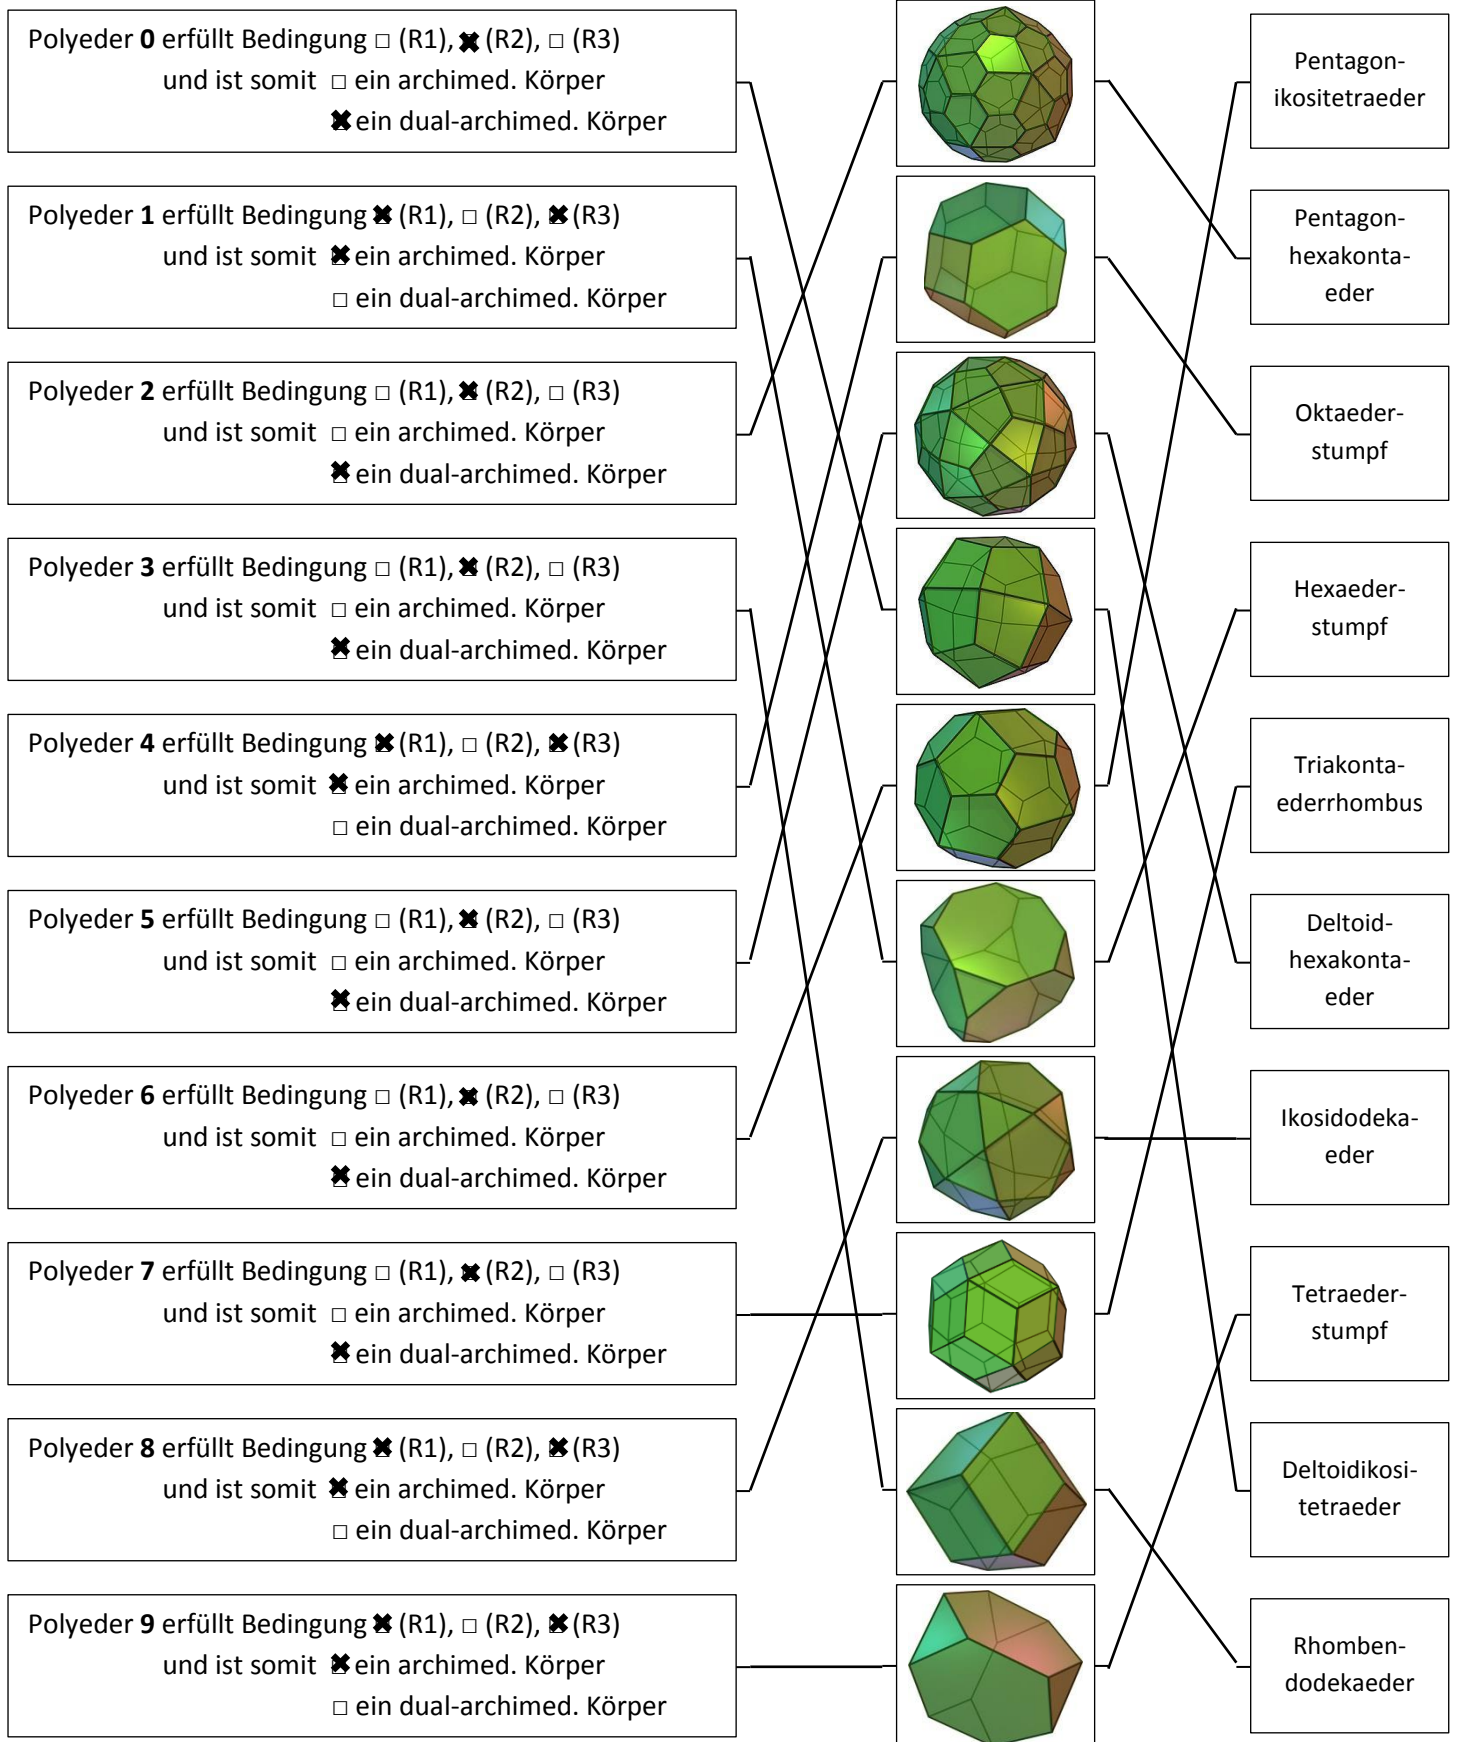 Polyeder 0 erfüllt Bedingung □ (R1), ✖ (R2), □ (R3)
und ist somit □ ein archimed. Körper
✖ ein dual-archimed. Körper
Polyeder 1 erfüllt Bedingung ✖ (R1), □ (R2), ✖ (R3)
und ist somit ✖ ein archimed. Körper
□ ein dual-archimed. Körper
Polyeder 2 erfüllt Bedingung □ (R1), ✖ (R2), □ (R3)
und ist somit □ ein archimed. Körper
✖ ein dual-archimed. Körper
Polyeder 3 erfüllt Bedingung □ (R1), ✖ (R2), □ (R3)
und ist somit □ ein archimed. Körper
✖ ein dual-archimed. Körper
Polyeder 4 erfüllt Bedingung ✖ (R1), □ (R2), ✖ (R3)
und ist somit ✖ ein archimed. Körper
□ ein dual-archimed. Körper
Polyeder 5 erfüllt Bedingung □ (R1), ✖ (R2), □ (R3)
und ist somit □ ein archimed. Körper
✖ ein dual-archimed. Körper
Polyeder 6 erfüllt Bedingung □ (R1), ✖ (R2), □ (R3)
und ist somit □ ein archimed. Körper
✖ ein dual-archimed. Körper
Polyeder 7 erfüllt Bedingung □ (R1), ✖ (R2), □ (R3)
und ist somit □ ein archimed. Körper
✖ ein dual-archimed. Körper
Polyeder 8 erfüllt Bedingung ✖ (R1), □ (R2), ✖ (R3)
und ist somit ✖ ein archimed. Körper
□ ein dual-archimed. Körper
Polyeder 9 erfüllt Bedingung ✖ (R1), □ (R2), ✖ (R3)
und ist somit ✖ ein archimed. Körper
□ ein dual-archimed. Körper
Pentagon-
ikositetraeder
Pentagon-
hexakonta-
eder
Oktaeder-
stumpf
Hexaeder-
stumpf
Triakonta-
ederrhombus
Deltoid-
hexakonta-
eder
Ikosidodeka-
eder
Tetraeder-
stumpf
Deltoidikosi-
tetraeder
Rhomben-
dodekaeder